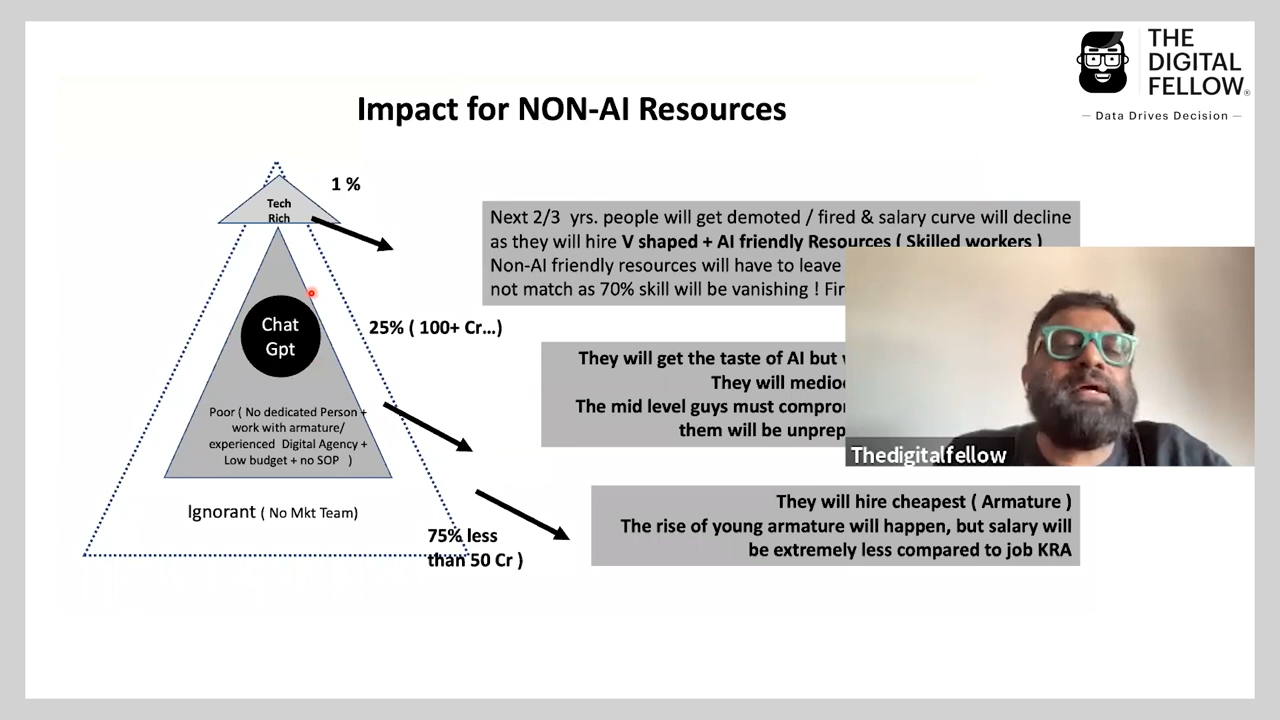 THE
DIGITAL
FELLOW®
— Data Drives Decision —
Impact for NON-AI Resources
1 %
Tech
Rich
Next 2/3 yrs. people will get demoted / fired & salary curve will decline
as they will hire V shaped + AI friendly Resources ( Skilled workers )
Non-AI friendly resources will have to leave
not match as 70% skill will be vanishing !
25% ( 100+ Cr...)
Chat
Gpt
They will get the taste of AI but
They will
The mid level guys must
them will be
Poor ( No dedicated Person +
work with armature/
experienced Digital Agency +
Low budget + no SOP )
Thedigitalfellow
Ignorant ( No Mkt Team)
75% less
than 50 Cr )
They will hire cheapest ( Armature )
The rise of young armature will happen, but salary will
be extremely less compared to job KRA